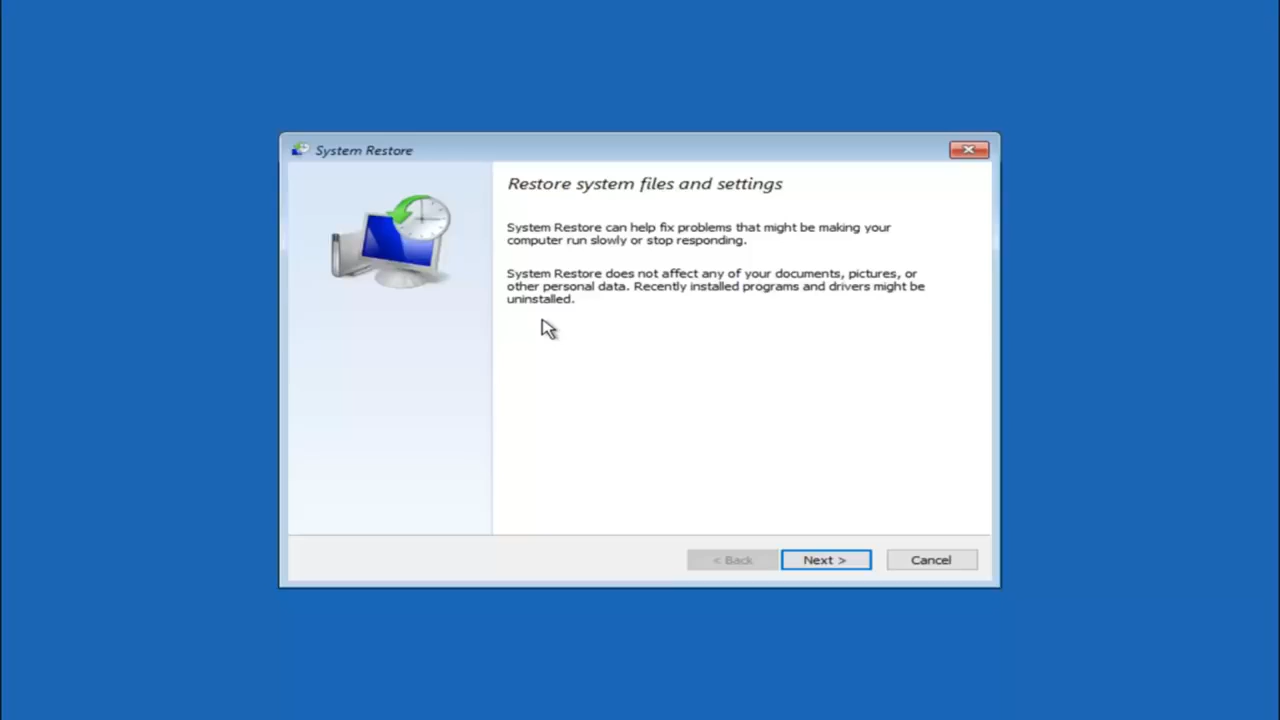 System Restore
Restore system files and settings
System Restore can help fix problems that might be making your
computer run slowly or stop responding.
System Restore does not affect any of your documents, pictures, or
other personal data. Recently installed programs and drivers might be
uninstalled.
< Back
Next >
Cancel